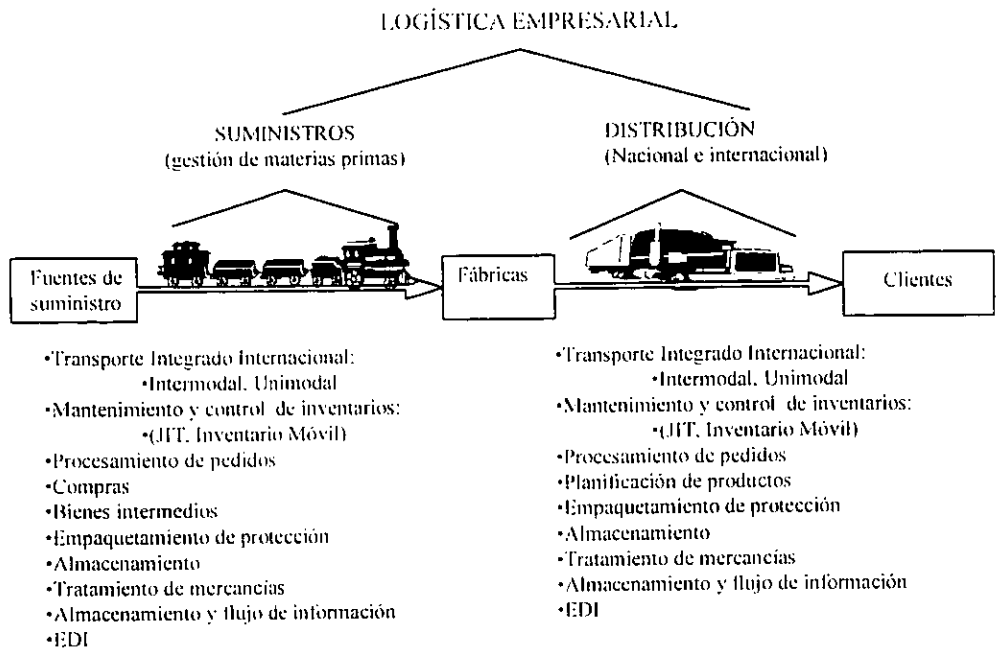 LOGÍSTICA EMPRESARIAL
SUMINISTROS
(gestión de materias primas)
DISTRIBUCIÓN
(Nacional e internacional)
Fuentes de
suministro
Fábricas
Clientes
•Transporte Integrado Internacional:
•Intermodal, Unimodal
•Mantenimiento y control de inventarios:
•(JIT, Inventario Móvil)
•Procesamiento de pedidos
•Compras
•Bienes intermedios
•Empaquetamiento de protección
•Almacenamiento
•Tratamiento de mercancías
•Almacenamiento y flujo de información
•EDI
•Transporte Integrado Internacional:
•Intermodal, Unimodal
•Mantenimiento y control de inventarios:
•(JIT, Inventario Móvil)
•Procesamiento de pedidos
•Planificación de productos
•Empaquetamiento de protección
•Almacenamiento
•Tratamiento de mercancías
•Almacenamiento y flujo de información
•EDI